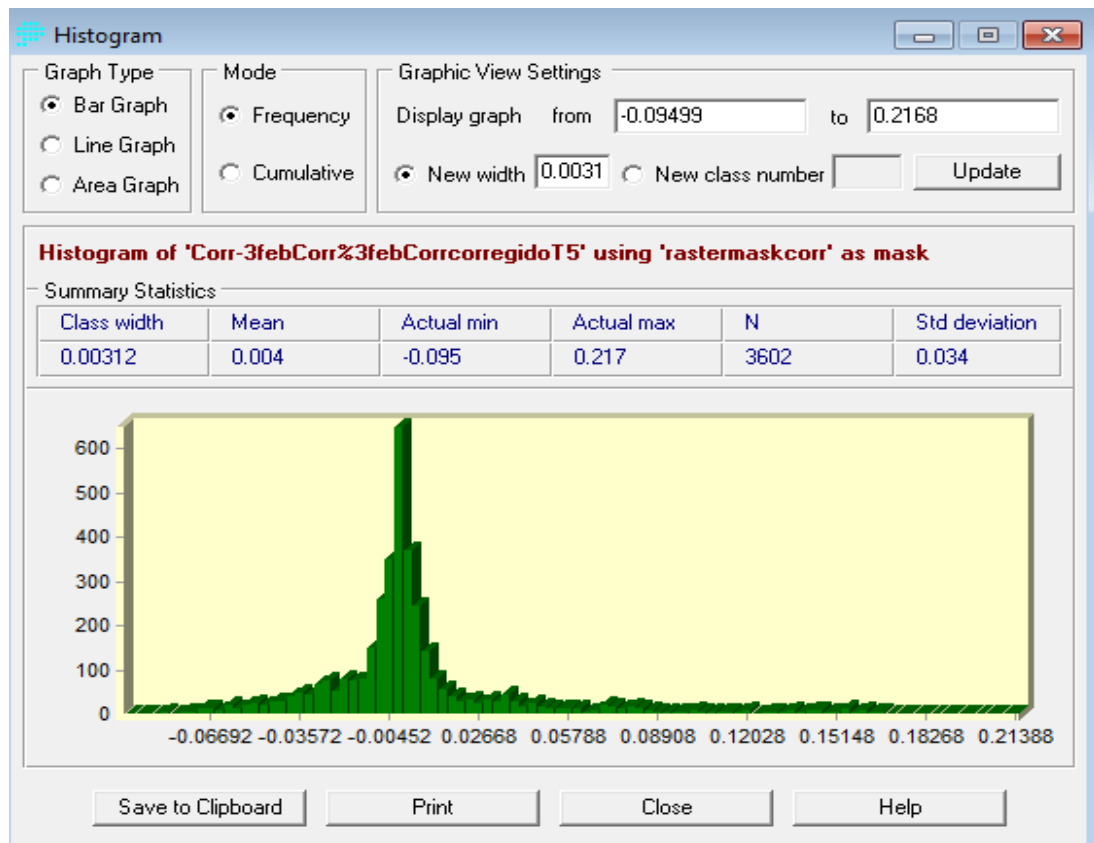 Histogram
Graph Type Mode Graphic View Settings
Bar Graph Frequency Display graph from -0.09499 to 0.2168
Line Graph
Area Graph Cumulative New width 0.0031 New class number Update
Histogram of 'Corr-3febCorr%3febCorrcorregidoT5' using 'rastermaskcorr' as mask
Summary Statistics
Class width Mean Actual min Actual max N Std deviation
0.00312 0.004 -0.095 0.217 3602 0.034
600
500
400
300
200
100
0
-0.06692 -0.03572 -0.00452 0.02668 0.05788 0.08908 0.12028 0.15148 0.18268 0.21388
Save to Clipboard Print Close Help